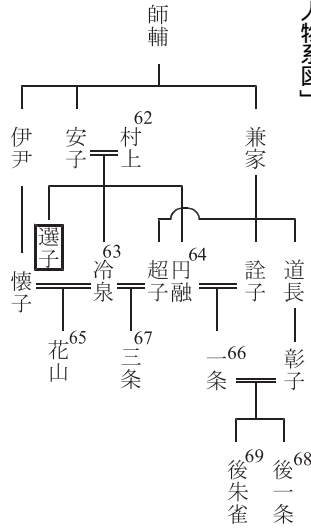 人物系図」
師輔
兼家
62
村上
安子
伊尹
道長
詮子
64
円融
超子
63
冷泉
選子
懐子
彰子
66
一条
67
三条
65
花山
68
後一条
69
後朱雀